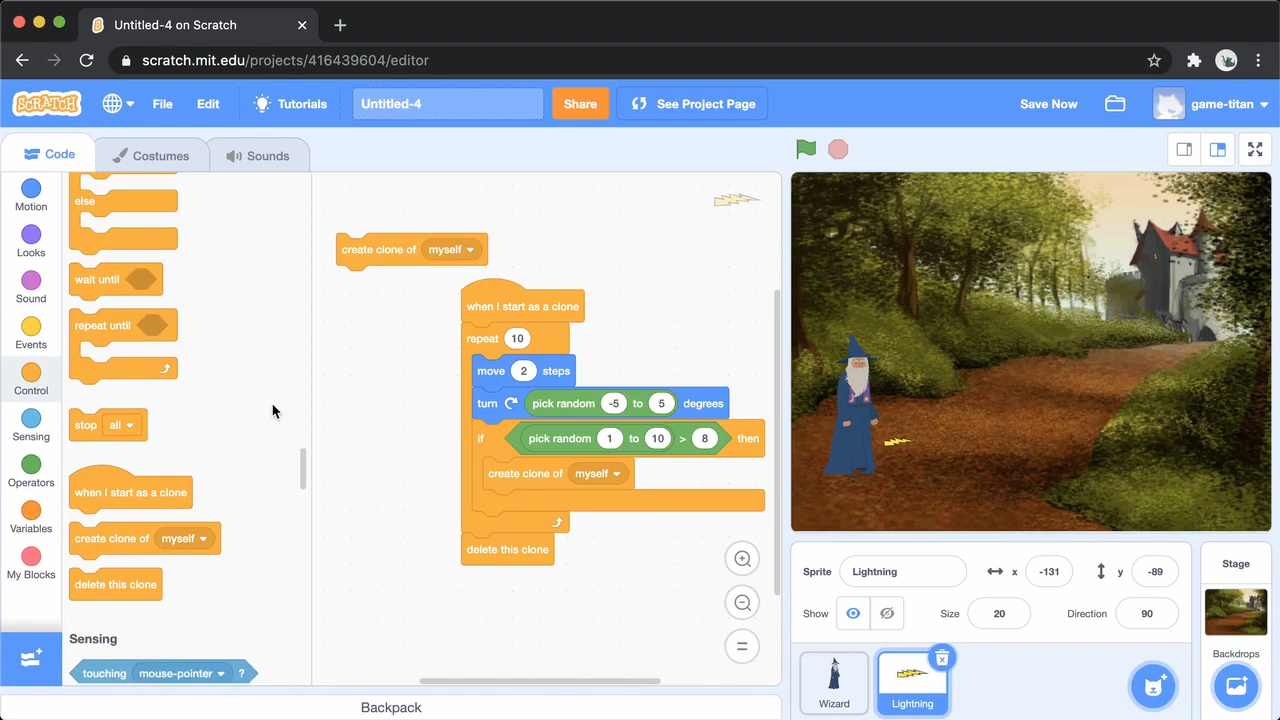 Untitled-4 on Scratch
scratch.mit.edu/projects/416439604/editor
SCRATCH
File
Edit
Tutorials
Untitled-4
Share
See Project Page
Save Now
game-titan
Code
Costumes
Sounds
Motion
Looks
Sound
Events
Control
Sensing
Operators
Variables
My Blocks
else
wait until
repeat until
stop all
when I start as a clone
create clone of myself
delete this clone
Sensing
touching mouse-pointer ?
create clone of myself
when I start as a clone
repeat 10
move 2 steps
turn pick random -5 to 5 degrees
if pick random 1 to 10 > 8 then
create clone of myself
delete this clone
Backpack
Sprite Lightning x -131 y -89
Show Size 20 Direction 90
Wizard
Lightning
Stage
Backdrops